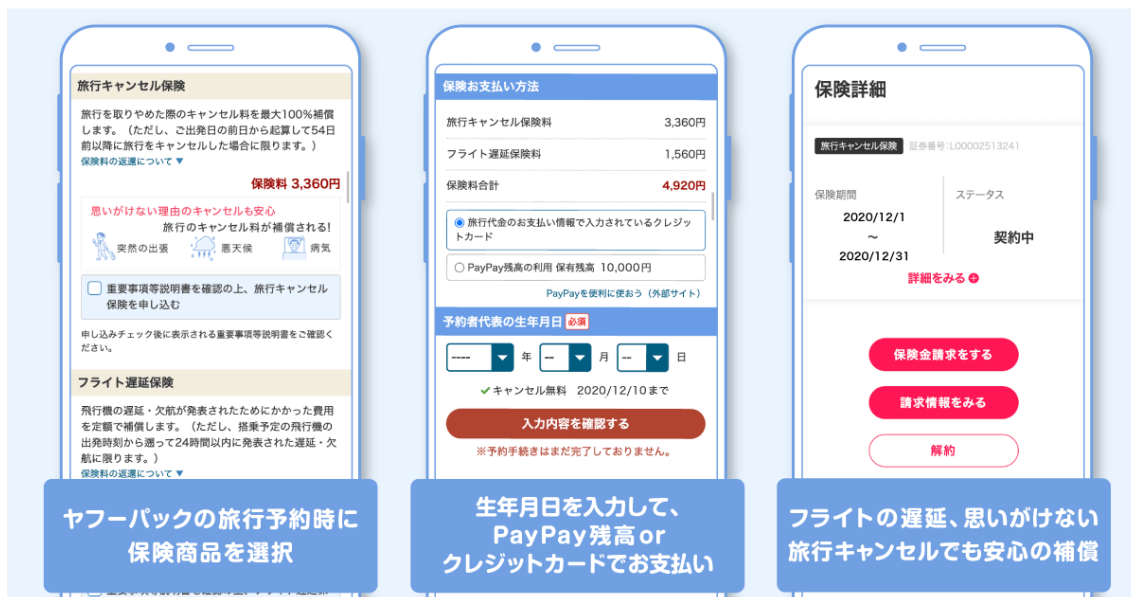 旅行キャンセル保険
旅行を取りやめた際のキャンセル料を最大100%補償
します。（ただし、ご出発日の前日から起算して54日
前以降に旅行をキャンセルした場合に限ります。）
保険料の返還について▼
保険料 3,360円
思いがけない理由のキャンセルも安心
旅行のキャンセル料が補償される!
突然の出張 悪天候 病気
重要事項等説明書を確認の上、旅行キャンセル
保険を申し込む
申し込みチェック後に表示される重要事項等説明書をご確認く
ださい。
フライト遅延保険
飛行機の遅延・欠航が発表されたためにかかった費用
を定額で補償します。（ただし、搭乗予定の飛行機の
出発時刻から遡って24時間以内に発表された遅延・欠
航に限ります。）
保険料の返還について▼
ヤフーパックの旅行予約時に
保険商品を選択
保険お支払い方法
旅行キャンセル保険料 3,360円
フライト遅延保険料 1,560円
保険料合計 4,920円
旅行代金のお支払い情報で入力されているクレジッ
トカード
PayPay残高の利用 保有残高 10,000円
PayPayを便利に使おう（外部サイト）
予約者代表の生年月日 必須
---- 年 -- 月 -- 日
✓キャンセル無料 2020/12/10まで
入力内容を確認する
※予約手続きはまだ完了しておりません。
生年月日を入力して、
PayPay残高or
クレジットカードでお支払い
保険詳細
旅行キャンセル保険 証券番号:L00002513241
保険期間 ステータス
2020/12/1
～
2020/12/31
契約中
詳細をみる
保険金請求をする
請求情報をみる
解約
フライトの遅延、思いがけない
旅行キャンセルでも安心の補償